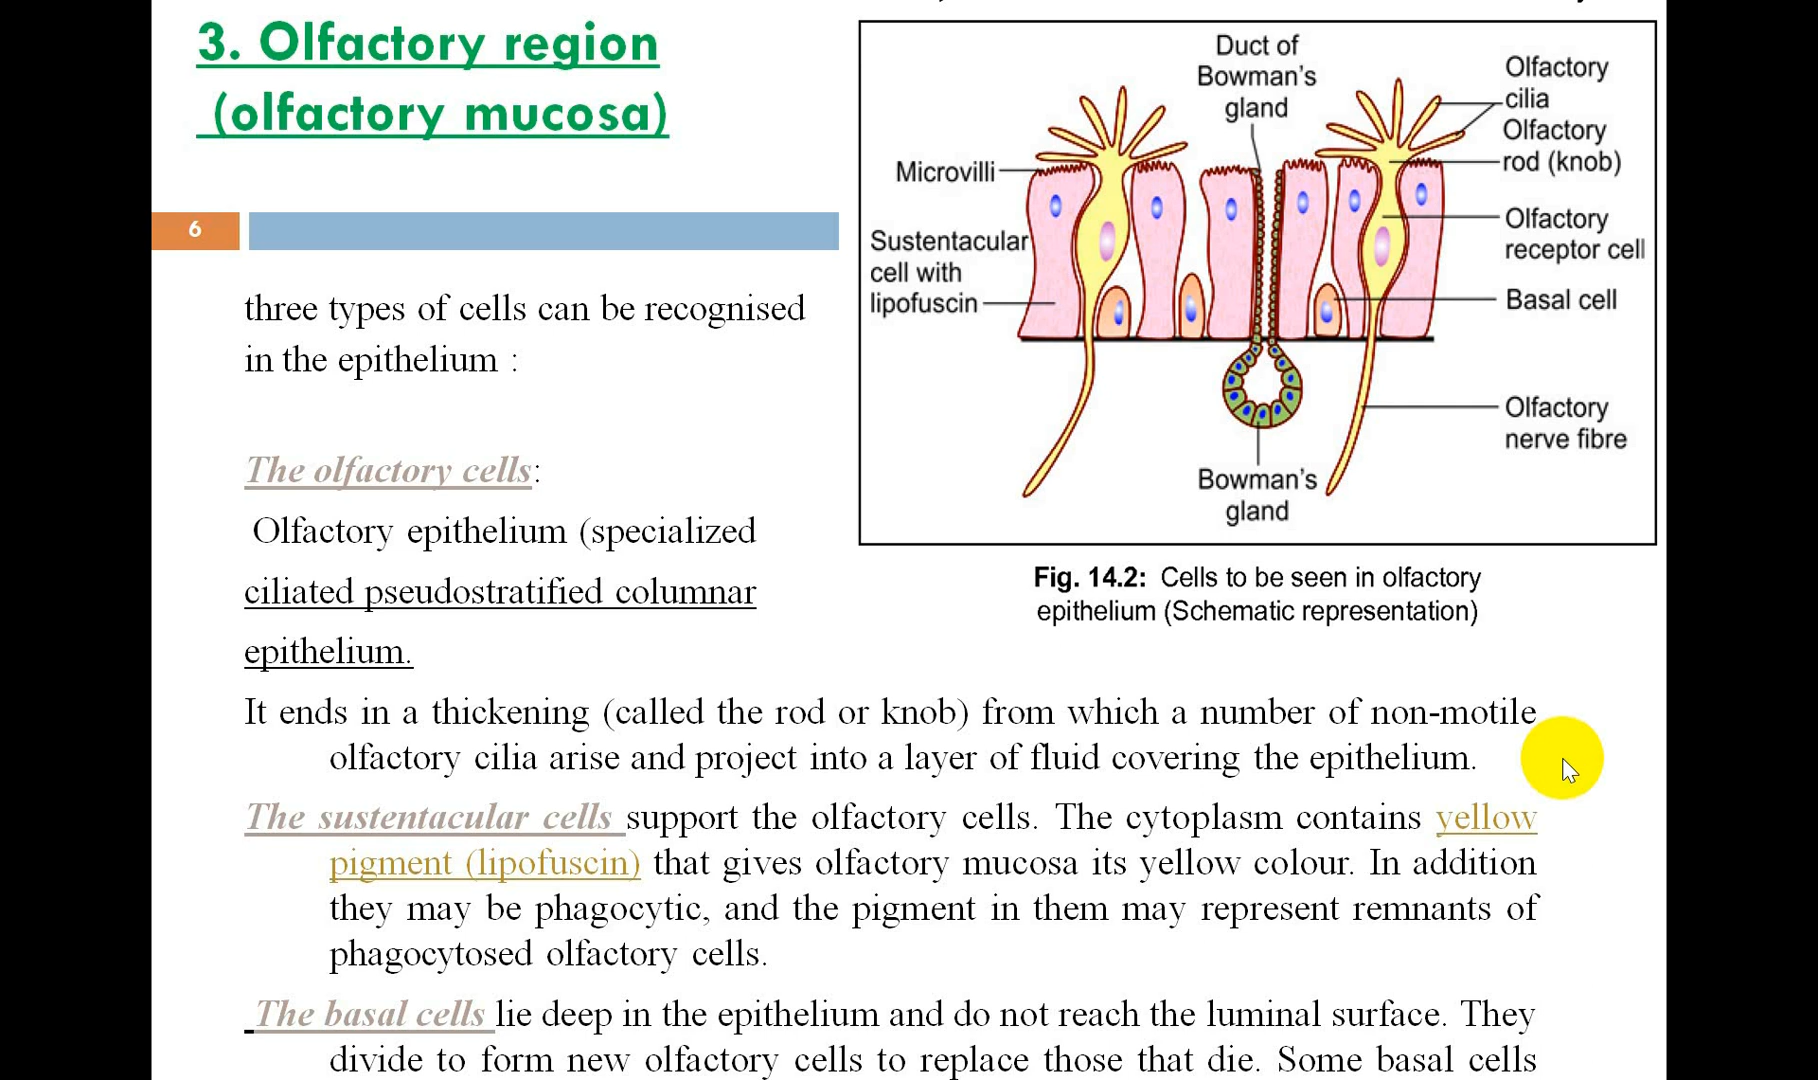 3. Olfactory region
(olfactory mucosa)
6
three types of cells can be recognised
in the epithelium :
The olfactory cells:
Olfactory epithelium (specialized
ciliated pseudostratified columnar
epithelium.
It ends in a thickening (called the rod or knob) from which a number of non-motile
olfactory cilia arise and project into a layer of fluid covering the epithelium.
The sustentacular cells support the olfactory cells. The cytoplasm contains yellow
pigment (lipofuscin) that gives olfactory mucosa its yellow colour. In addition
they may be phagocytic, and the pigment in them may represent remnants of
phagocytosed olfactory cells.
The basal cells lie deep in the epithelium and do not reach the luminal surface. They
divide to form new olfactory cells to replace those that die. Some basal cells
Duct of
Bowman's
gland
Olfactory
cilia
Olfactory
rod (knob)
Microvilli
Olfactory
receptor cell
Sustentacular
cell with
lipofuscin
Basal cell
Olfactory
nerve fibre
Bowman's
gland
Fig. 14.2: Cells to be seen in olfactory
epithelium (Schematic representation)